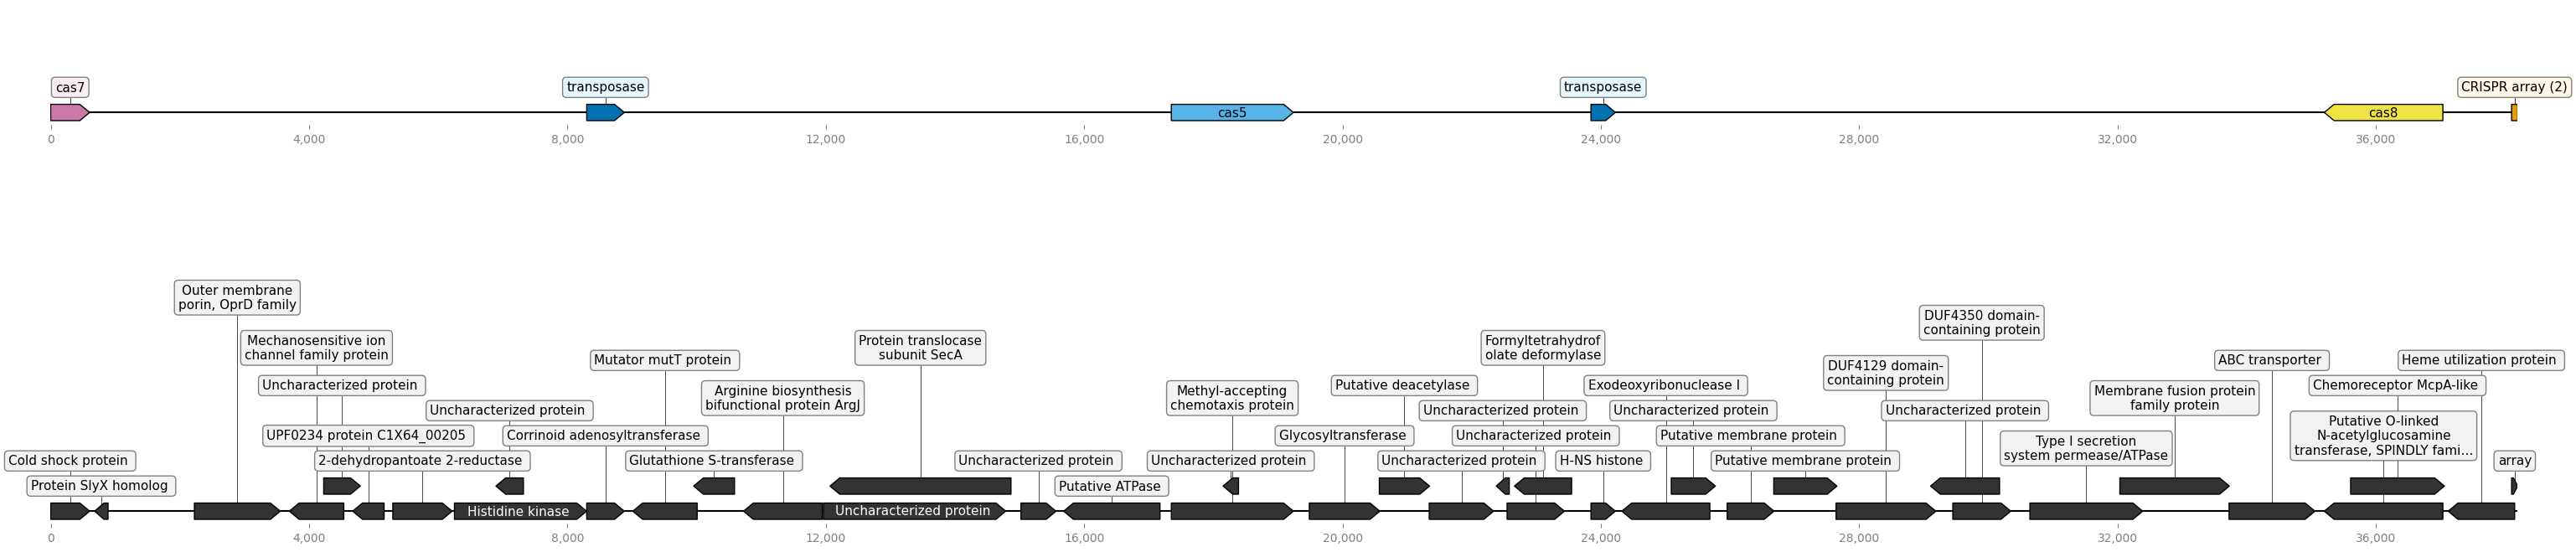 cas7
transposase
transposase
CRISPR array (2)
cas5
cas8
0
4,000
8,000
12,000
16,000
20,000
24,000
28,000
32,000
36,000
Outer membrane
porin, OprD family
DUF4350 domain-
containing protein
Mechanosensitive ion
channel family protein
Mutator mutT protein
Protein translocase
subunit SecA
Formyltetrahydrof
olate deformylase
DUF4129 domain-
containing protein
ABC transporter
Heme utilization protein
Uncharacterized protein
Arginine biosynthesis
bifunctional protein ArgJ
Methyl-accepting
chemotaxis protein
Putative deacetylase
Exodeoxyribonuclease I
Membrane fusion protein
family protein
Chemoreceptor McpA-like
Uncharacterized protein
Uncharacterized protein
Uncharacterized protein
Uncharacterized protein
UPF0234 protein C1X64_00205
Corrinoid adenosyltransferase
Glycosyltransferase
Uncharacterized protein
Putative membrane protein
Type I secretion
system permease/ATPase
Putative O-linked
N-acetylglucosamine
transferase, SPINDLY fami...
Cold shock protein
2-dehydropantoate 2-reductase
Glutathione S-transferase
Uncharacterized protein
Uncharacterized protein
Uncharacterized protein
H-NS histone
Putative membrane protein
array
Protein SlyX homolog
Putative ATPase
Histidine kinase
Uncharacterized protein
0
4,000
8,000
12,000
16,000
20,000
24,000
28,000
32,000
36,000